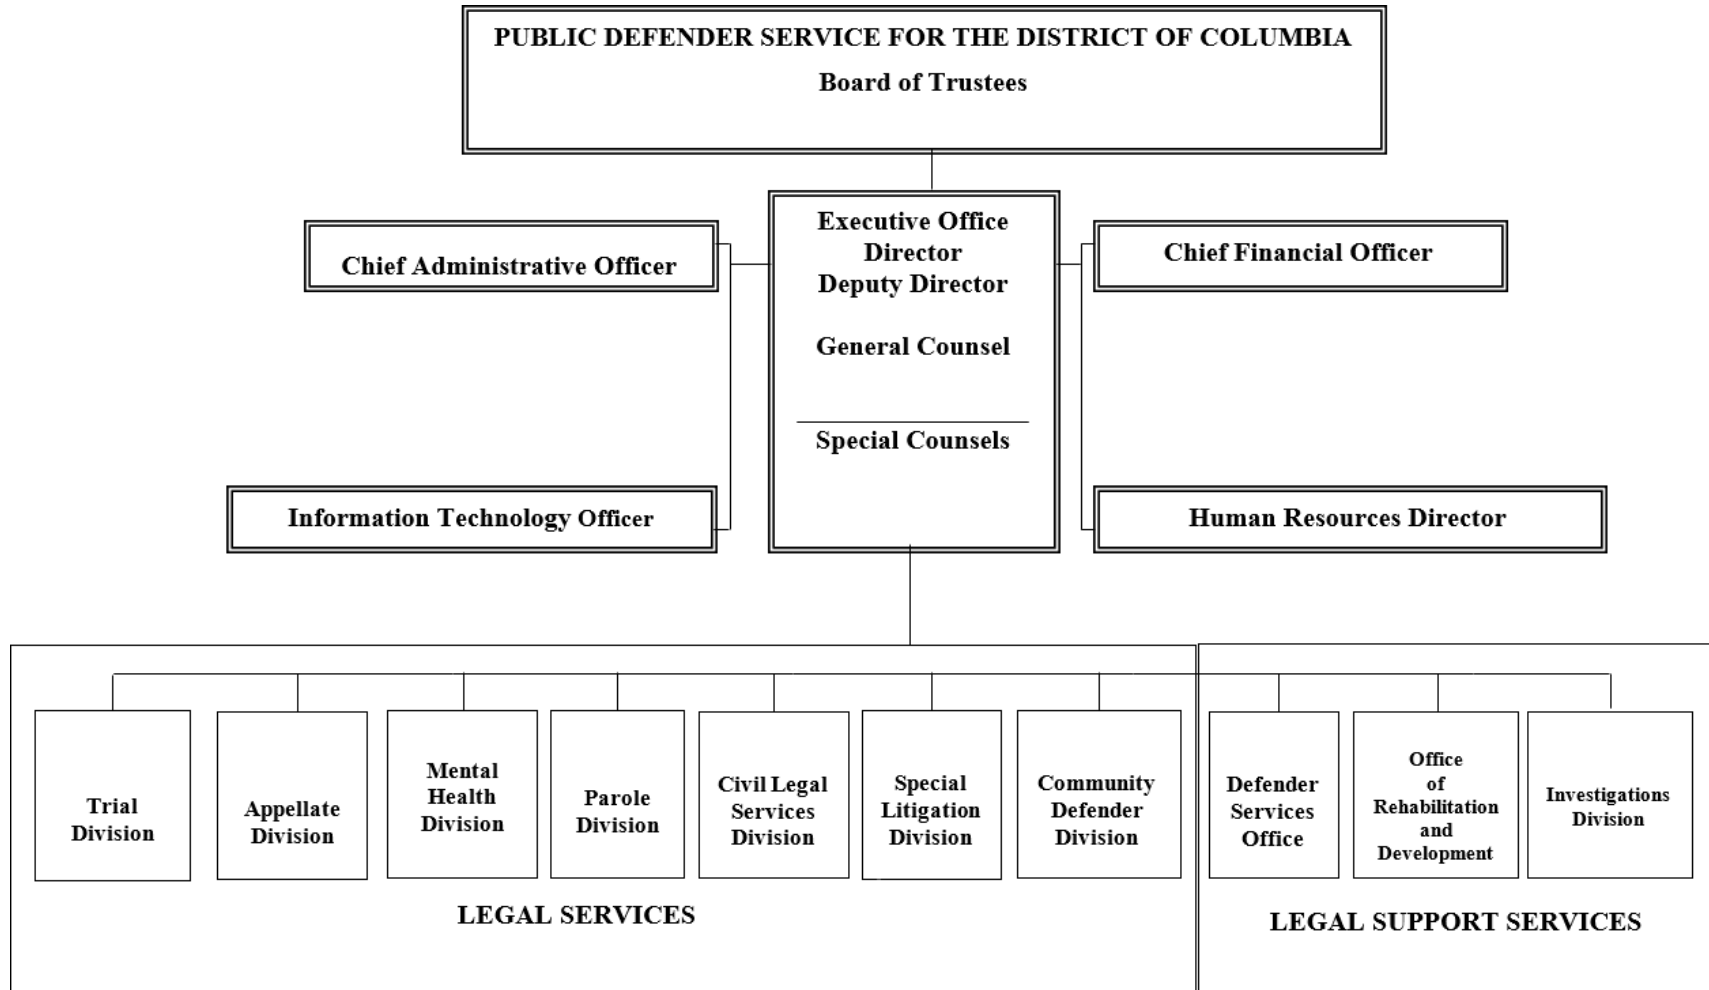 PUBLIC DEFENDER SERVICE FOR THE DISTRICT OF COLUMBIA
Board of Trustees
Chief Administrative Officer
Executive Office
Director
Deputy Director
General Counsel
Special Counsels
Chief Financial Officer
Information Technology Officer
Human Resources Director
Trial
Division
Appellate
Division
Mental
Health
Division
Parole
Division
Civil Legal
Services
Division
Special
Litigation
Division
Community
Defender
Division
Defender
Services
Office
Office
of
Rehabilitation
and
Development
Investigations
Division
LEGAL SERVICES
LEGAL SUPPORT SERVICES